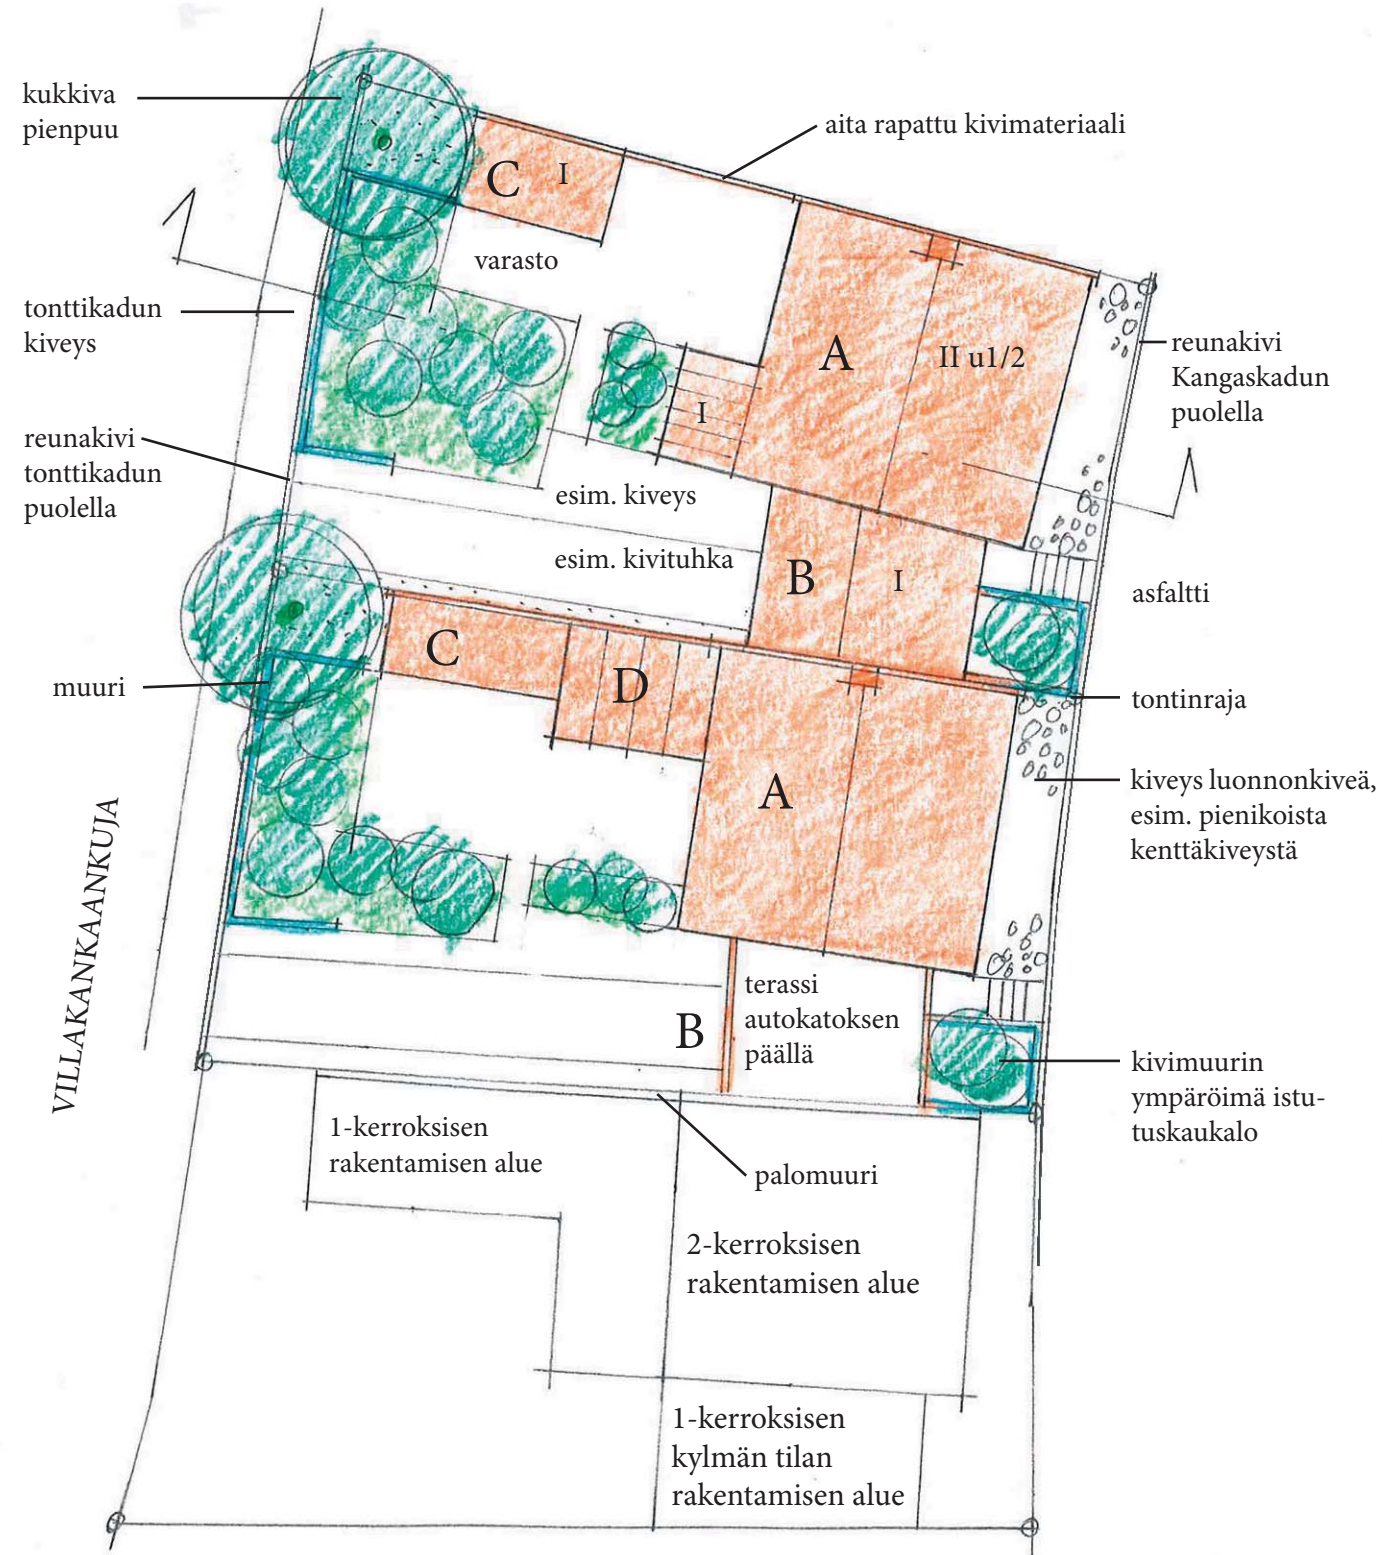 kukkiva
pienpuu
aita rapattu kivimateriaali
C I
varasto
tonttikadun
kiveys
A
II u1/2
reunakivi
Kangaskadun
puolella
I
reunakivi
tonttikadun
puolella
esim. kiveys
esim. kivituhka
B I
asfaltti
C
D
muuri
tontinraja
A
kiveys luonnonkiveä,
esim. pienikoista
kenttäkiveystä
VILLAKANKAANKUJA
terassi
autokatoksen
päällä
B
kivimuurin
ympäröimä istu-
tuskaukalo
1-kerroksisen
rakentamisen alue
palomuuri
2-kerroksisen
rakentamisen alue
1-kerroksisen
kylmän tilan
rakentamisen alue